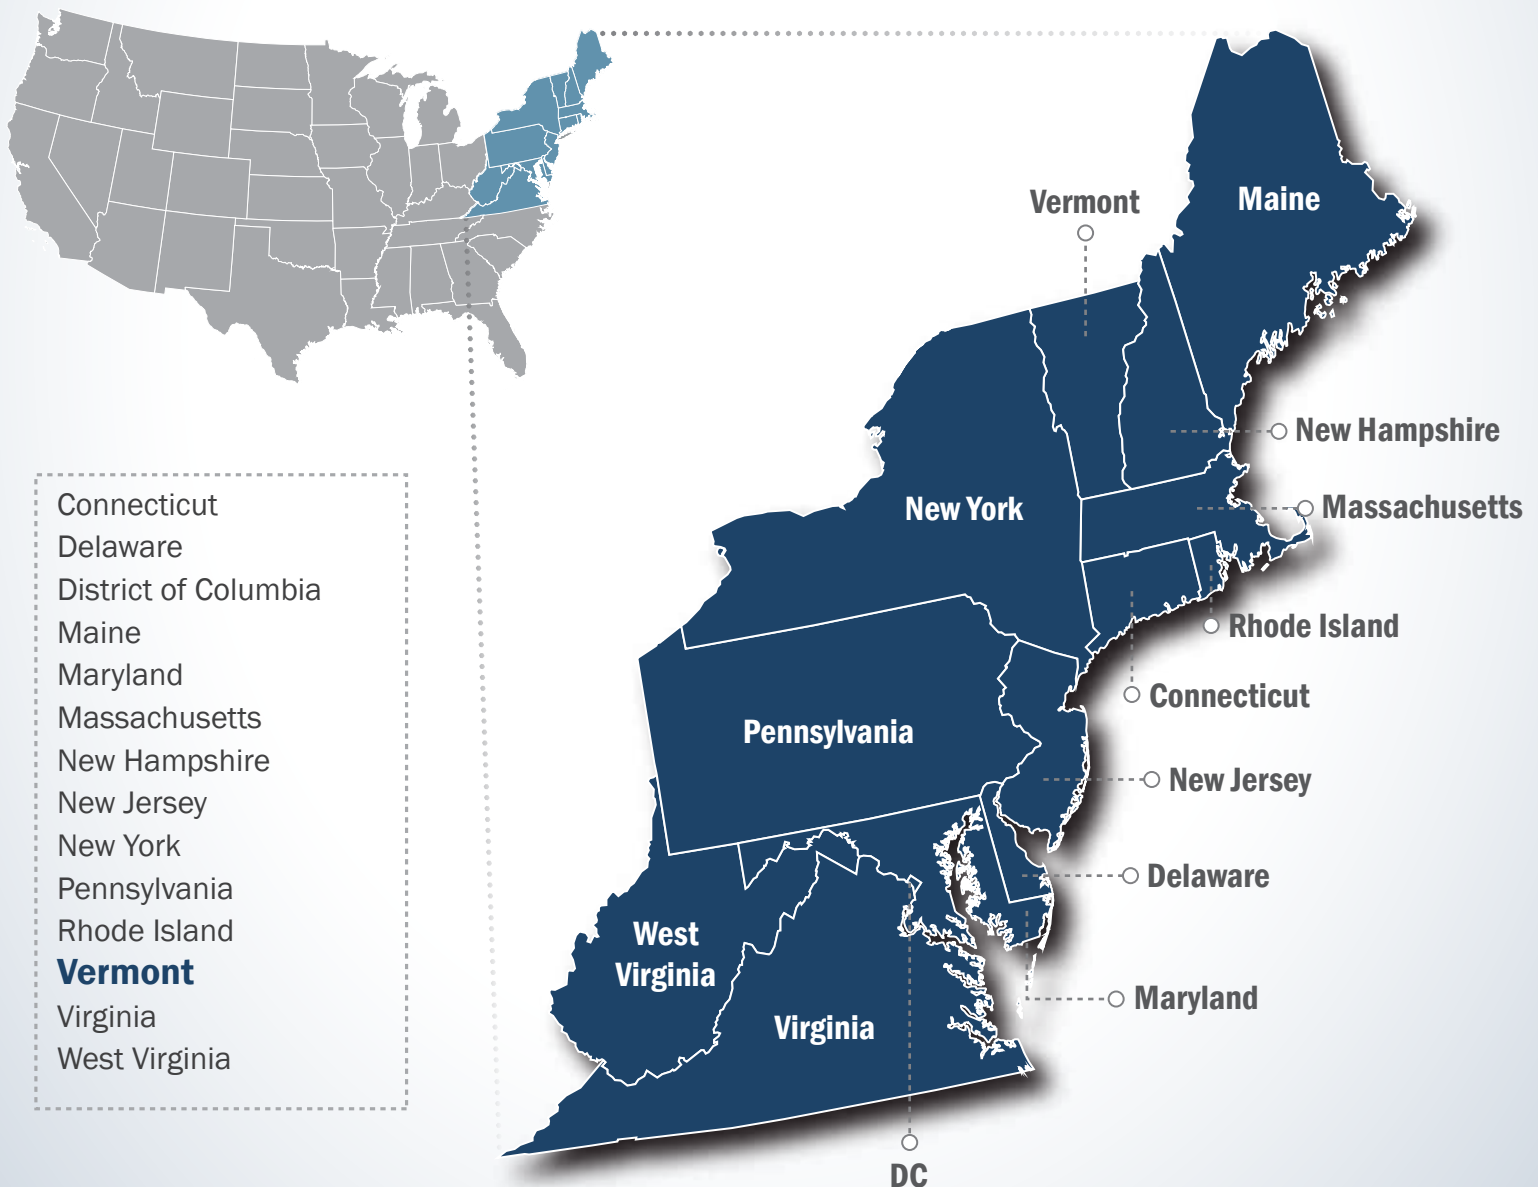 Vermont
Maine
New Hampshire
New York
Massachusetts
Rhode Island
Connecticut
Pennsylvania
New Jersey
Delaware
West
Virginia
Maryland
Virginia
DC
Connecticut
Delaware
District of Columbia
Maine
Maryland
Massachusetts
New Hampshire
New Jersey
New York
Pennsylvania
Rhode Island
Vermont
Virginia
West Virginia